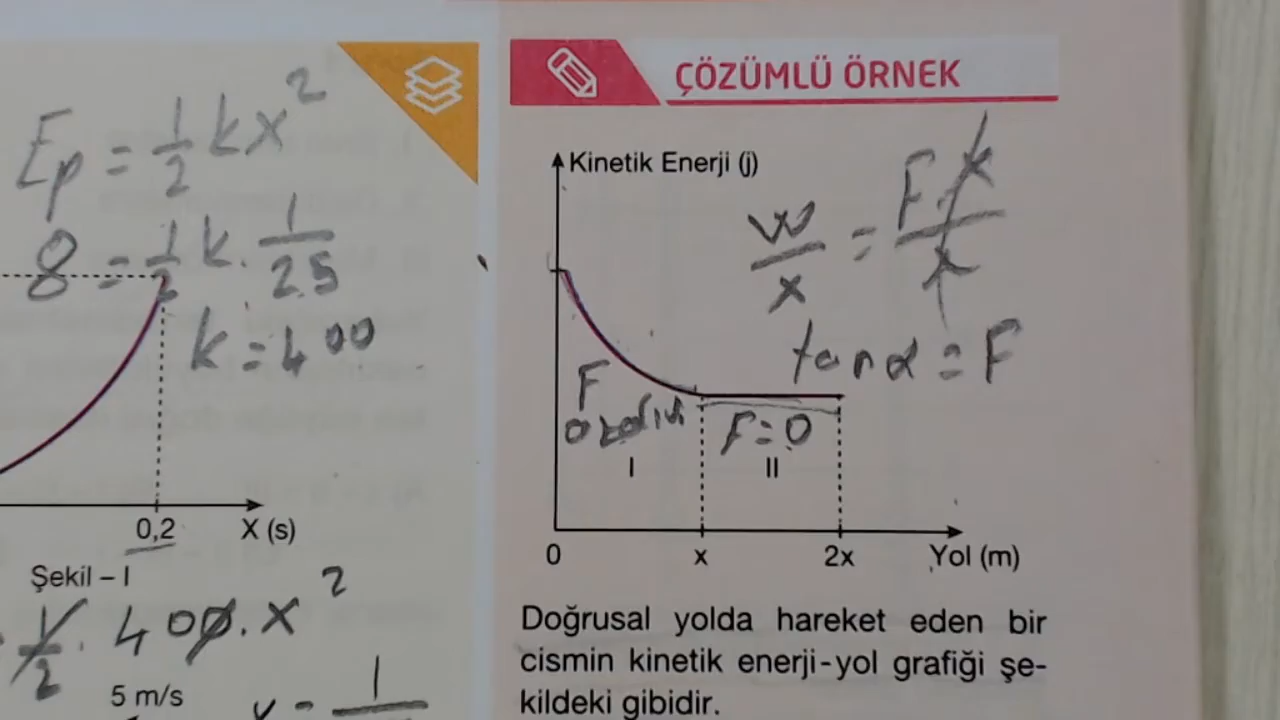 Ep = 1/2 kx²
8 = 1/2 k. 1/25
k = 400
0,2
X (s)
Şekil – I
1/2 . 400 . x²
5 m/s
ÇÖZÜMLÜ ÖRNEK
Kinetik Enerji (j)
W/x = Fx/x
tanα = F
F
azalır
F=0
I
II
0
x
2x
Yol (m)
Doğrusal yolda hareket eden bir
cismin kinetik enerji-yol grafiği şe-
kildeki gibidir.